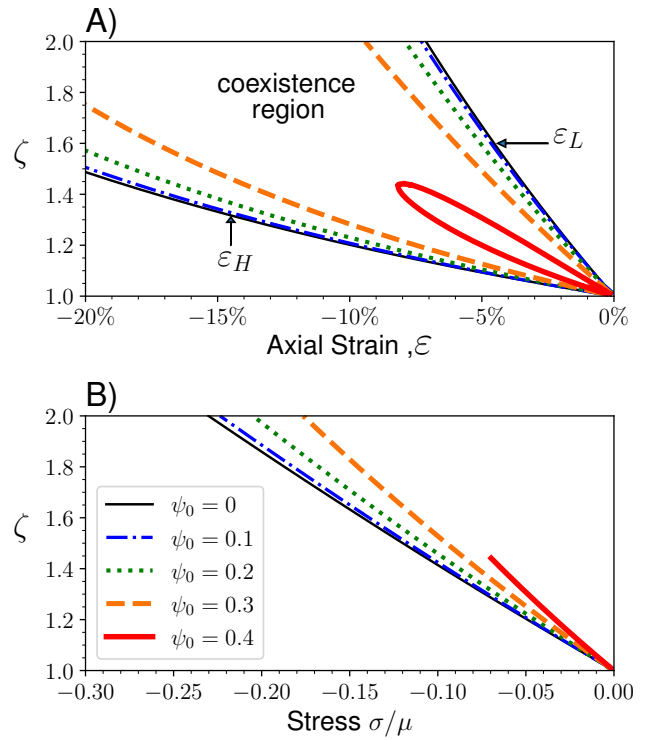 A)
2.0
1.8
1.6
1.4
1.2
1.0
ζ
coexistence
region
ε_L
ε_H
−20% −15% −10% −5% 0%
Axial Strain ,ε
B)
2.0
1.8
1.6
1.4
1.2
1.0
ζ
ψ₀ = 0
ψ₀ = 0.1
ψ₀ = 0.2
ψ₀ = 0.3
ψ₀ = 0.4
−0.30 −0.25 −0.20 −0.15 −0.10 −0.05 0.00
Stress σ/μ